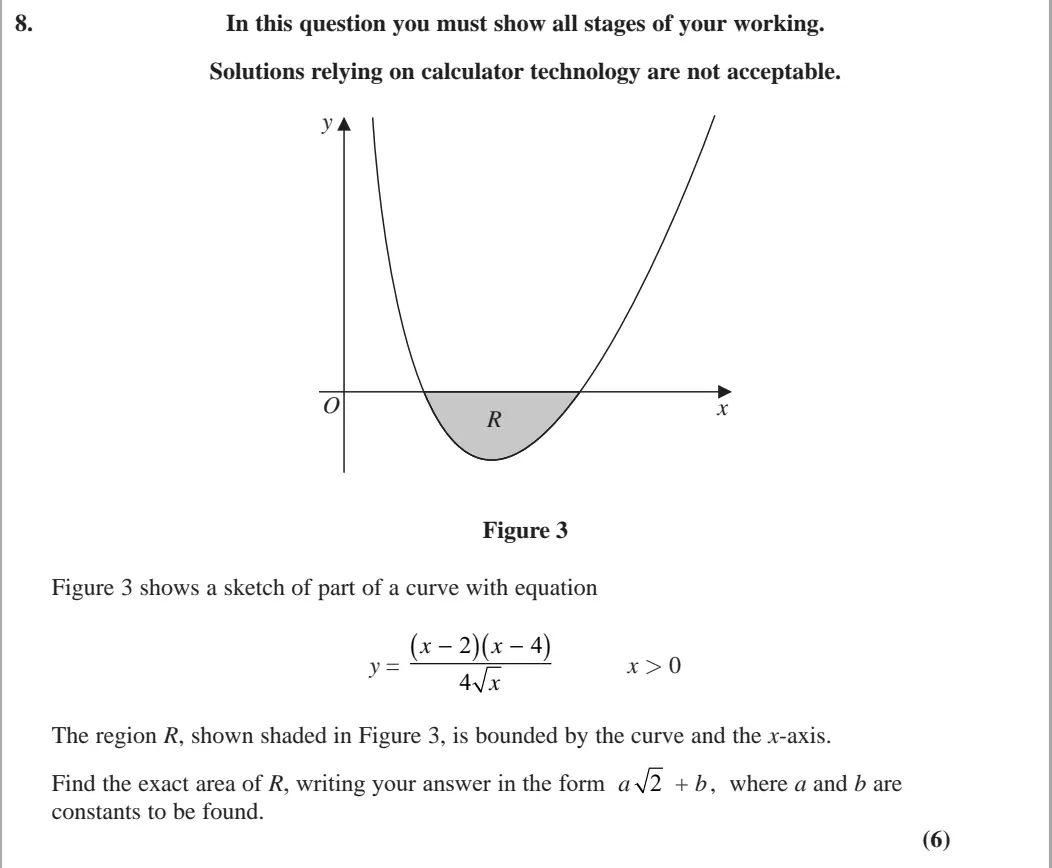 8. In this question you must show all stages of your working.
Solutions relying on calculator technology are not acceptable.
y
O
R
x
Figure 3
Figure 3 shows a sketch of part of a curve with equation
y = (x − 2)(x − 4) / 4√x x > 0
The region R, shown shaded in Figure 3, is bounded by the curve and the x-axis.
Find the exact area of R, writing your answer in the form a√2 + b, where a and b are
constants to be found.
(6)